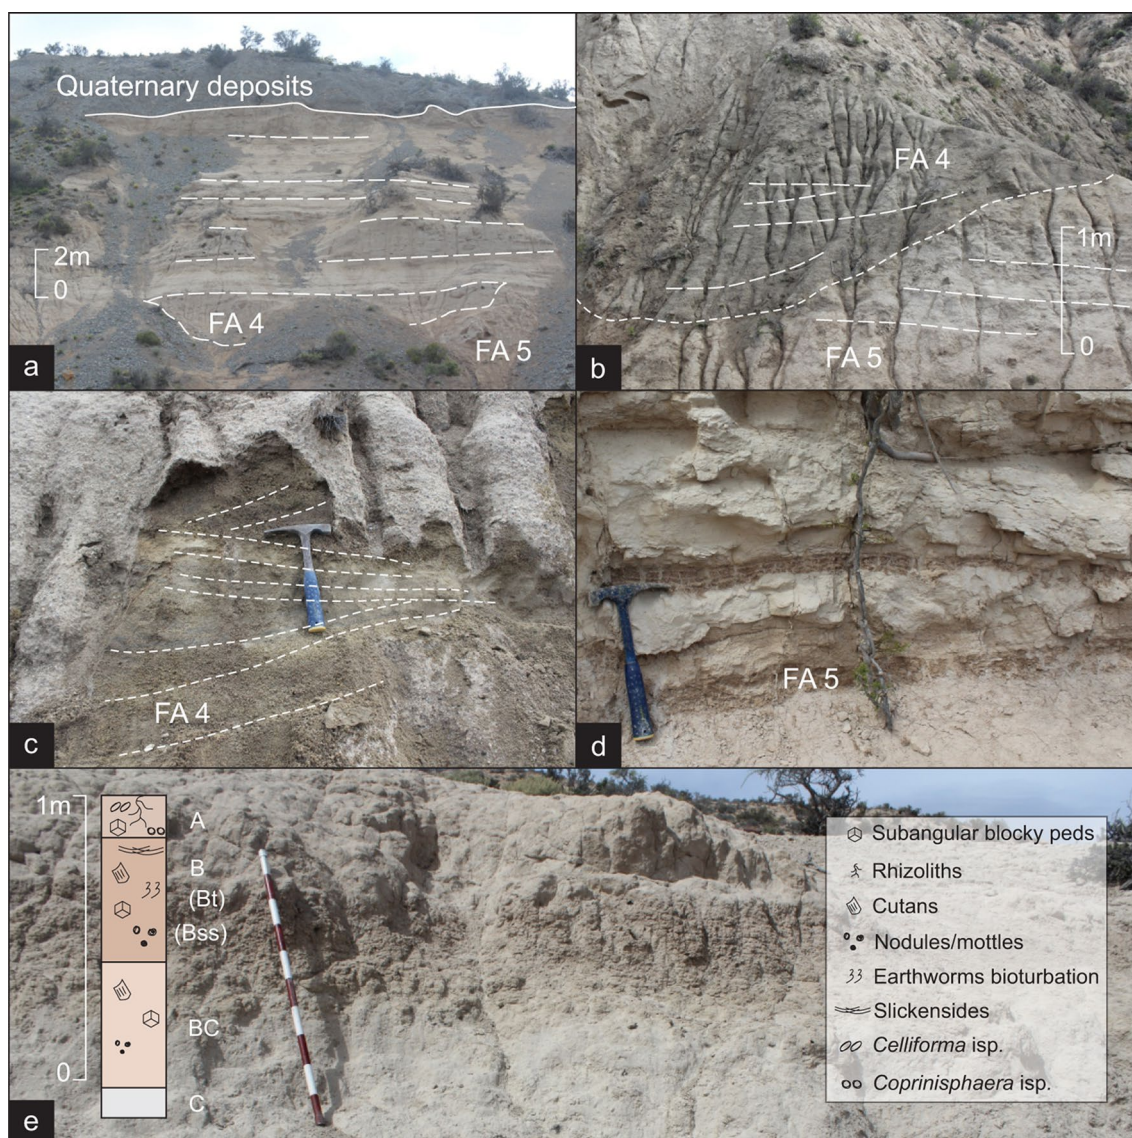 Quaternary deposits
2m
0
FA 4
FA 5
a
FA 4
1m
0
FA 5
b
FA 4
c
FA 5
d
1m
0
A
B
(Bt)
(Bss)
BC
C
Subangular blocky peds
Rhizoliths
Cutans
Nodules/mottles
Earthworms bioturbation
Slickensides
Celliforma isp.
Coprinisphaera isp.
e